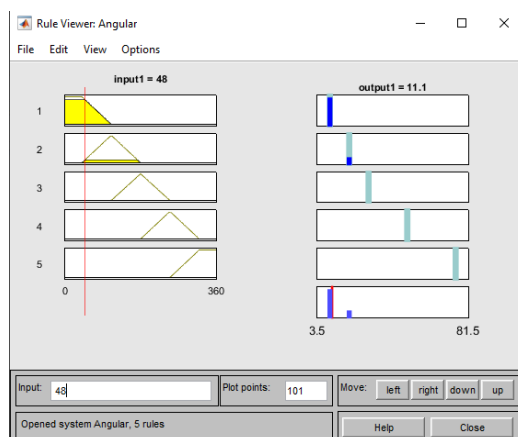 Rule Viewer: Angular
File Edit View Options
input1 = 48
output1 = 11.1
1
2
3
4
5
0 360
3.5 81.5
Input: 48 Plot points: 101 Move: left right down up
Opened system Angular, 5 rules Help Close